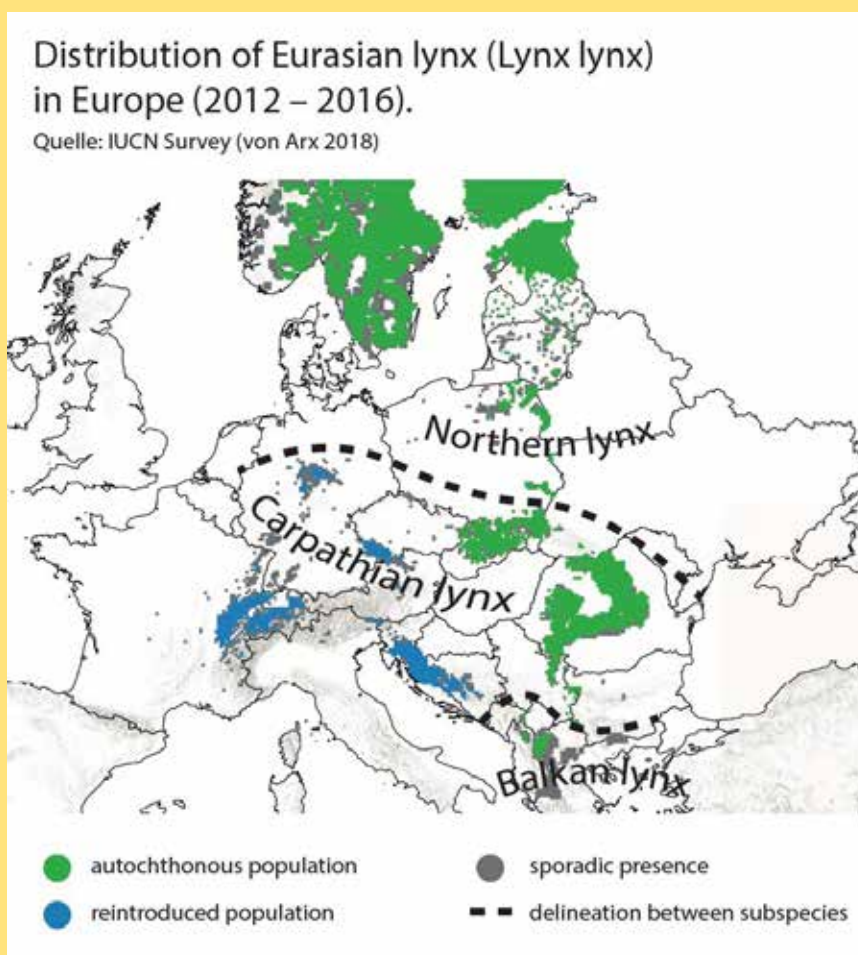 Distribution of Eurasian lynx (Lynx lynx)
in Europe (2012 – 2016).
Quelle: IUCN Survey (von Arx 2018)
Northern lynx
Carpathian lynx
Balkan lynx
autochthonous population
sporadic presence
reintroduced population
delineation between subspecies